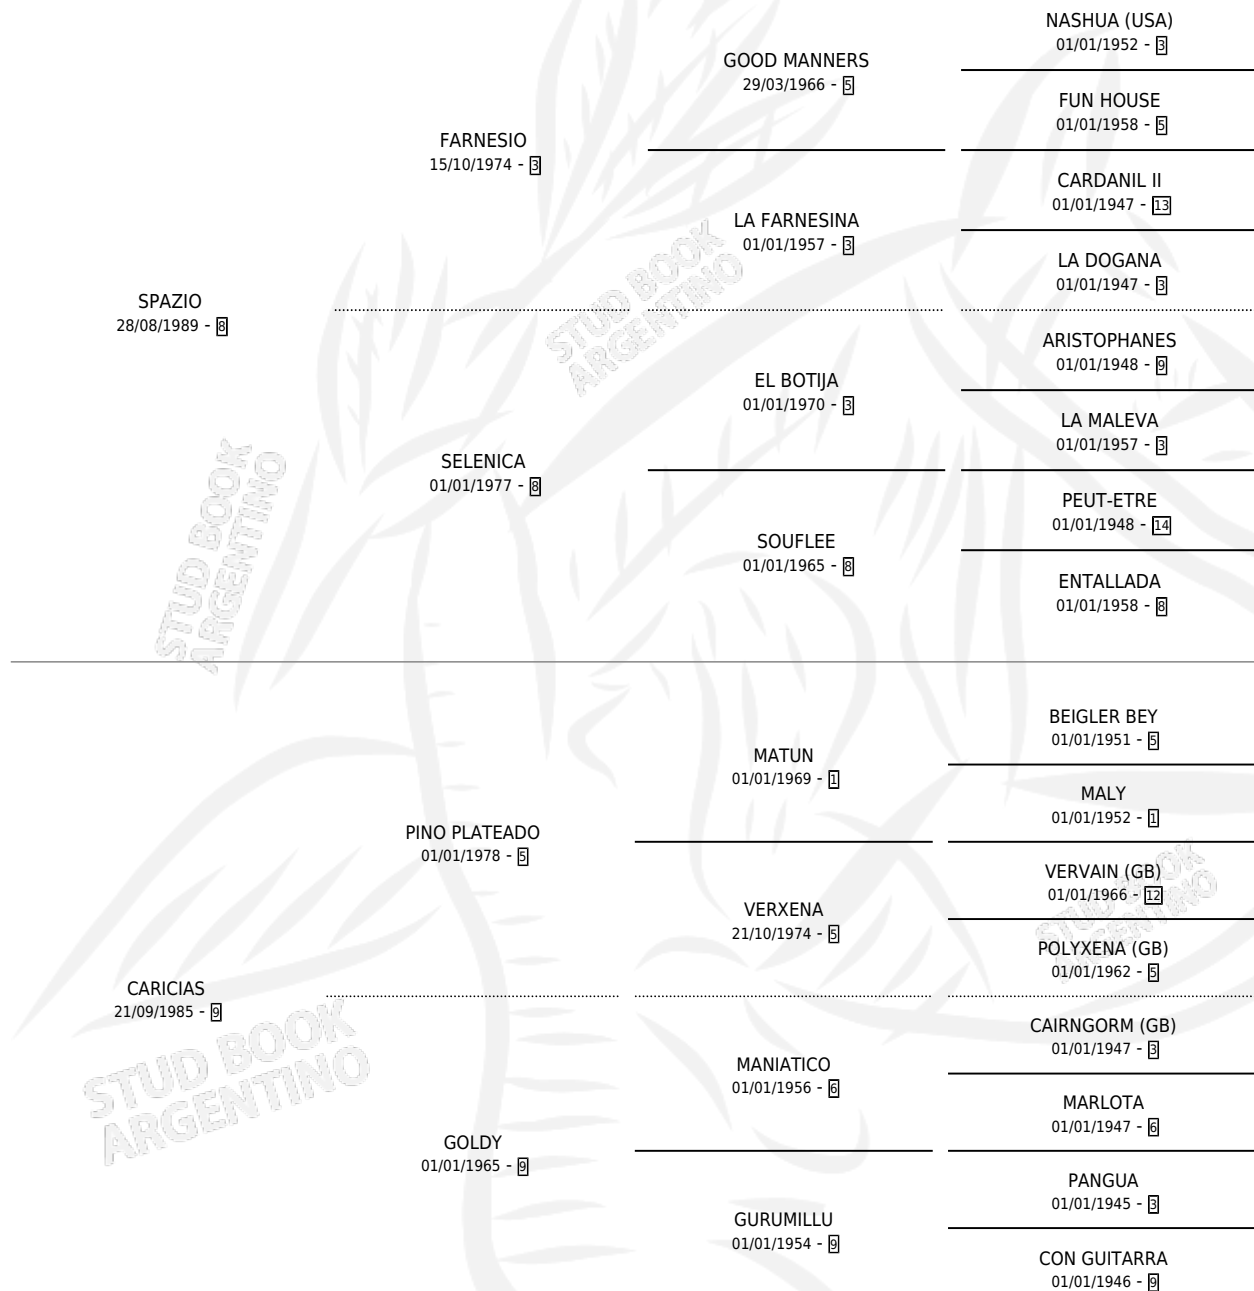 NASHUA (USA)
01/01/1952 - 3
GOOD MANNERS
29/03/1966 - 5
FUN HOUSE
01/01/1958 - 5
FARNESIO
15/10/1974 - 3
CARDANIL II
01/01/1947 - 13
LA FARNESINA
01/01/1957 - 3
LA DOGANA
01/01/1947 - 3
SPAZIO
28/08/1989 - 8
ARISTOPHANES
01/01/1948 - 9
EL BOTIJA
01/01/1970 - 3
LA MALEVA
01/01/1957 - 3
SELENICA
01/01/1977 - 8
PEUT-ETRE
01/01/1948 - 14
SOUFLEE
01/01/1965 - 8
ENTALLADA
01/01/1958 - 8
BEIGLER BEY
01/01/1951 - 5
MATUN
01/01/1969 - 1
MALY
01/01/1952 - 1
PINO PLATEADO
01/01/1978 - 5
VERVAIN (GB)
01/01/1966 - 12
VERXENA
21/10/1974 - 5
POLYXENA (GB)
01/01/1962 - 5
CARICIAS
21/09/1985 - 9
CAIRNGORM (GB)
01/01/1947 - 3
MANIATICO
01/01/1956 - 6
MARLOTA
01/01/1947 - 6
GOLDY
01/01/1965 - 9
PANGUA
01/01/1945 - 3
GURUMILLU
01/01/1954 - 9
CON GUITARRA
01/01/1946 - 9
STUD BOOK
ARGENTINO
STUD BOOK
ARGENTINO
STUD BOOK
ARGENTINO
STUD BOOK
ARGENTINO